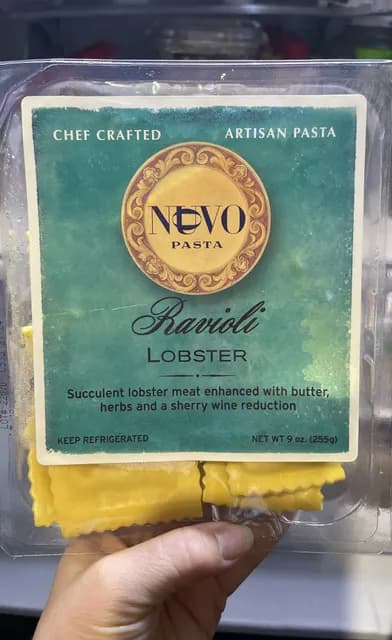 CHEF CRAFTED ARTISAN PASTA
NUOVO
PASTA
Ravioli
LOBSTER
Succulent lobster meat enhanced with butter,
herbs and a sherry wine reduction
KEEP REFRIGERATED NET WT 9 oz. (255g)